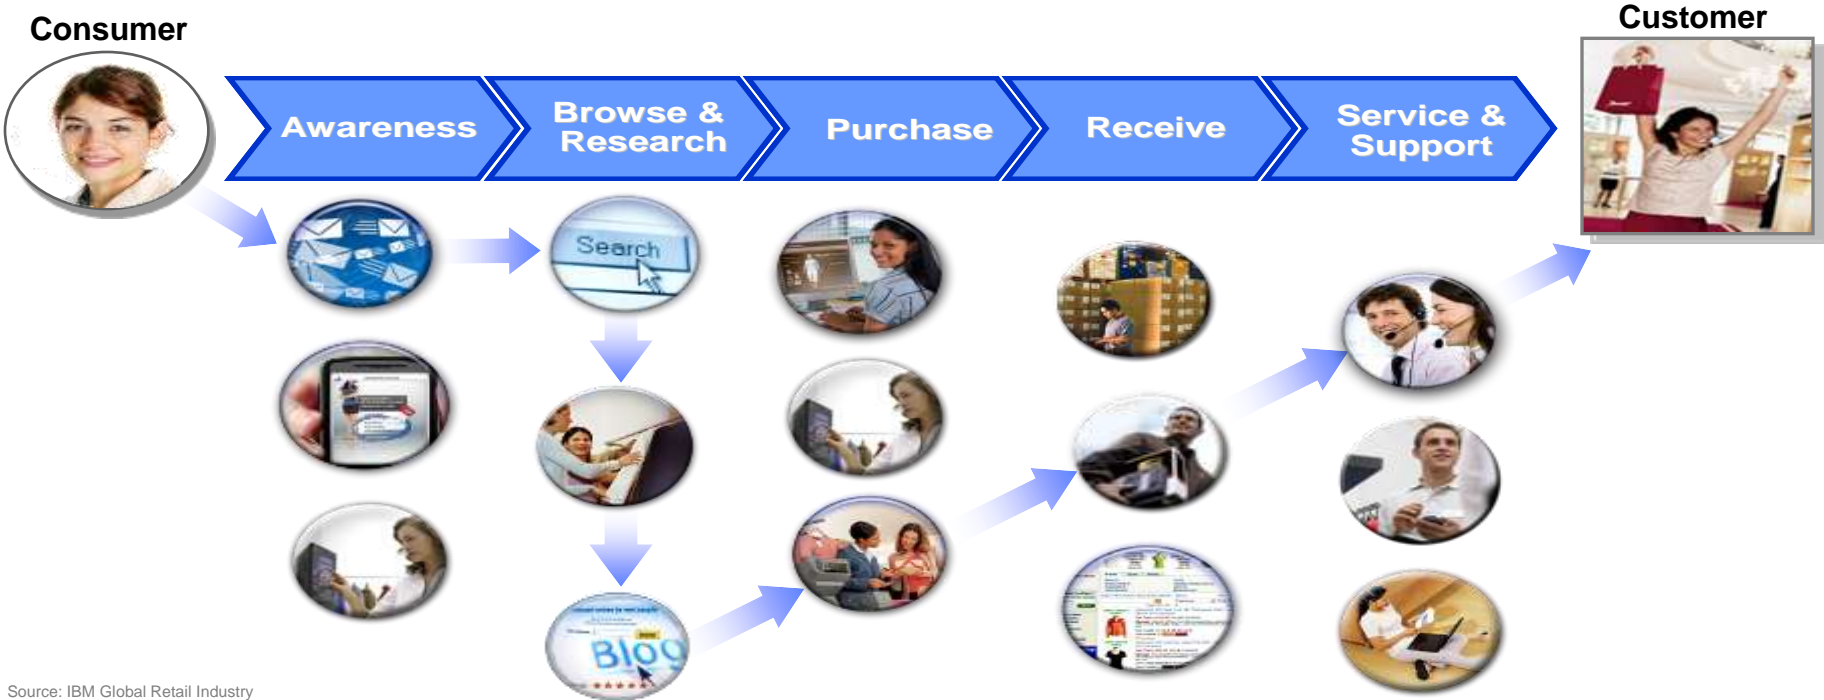 Consumer
Customer
Awareness
Browse &
Research
Purchase
Receive
Service &
Support
Search
Blog
Source: IBM Global Retail Industry